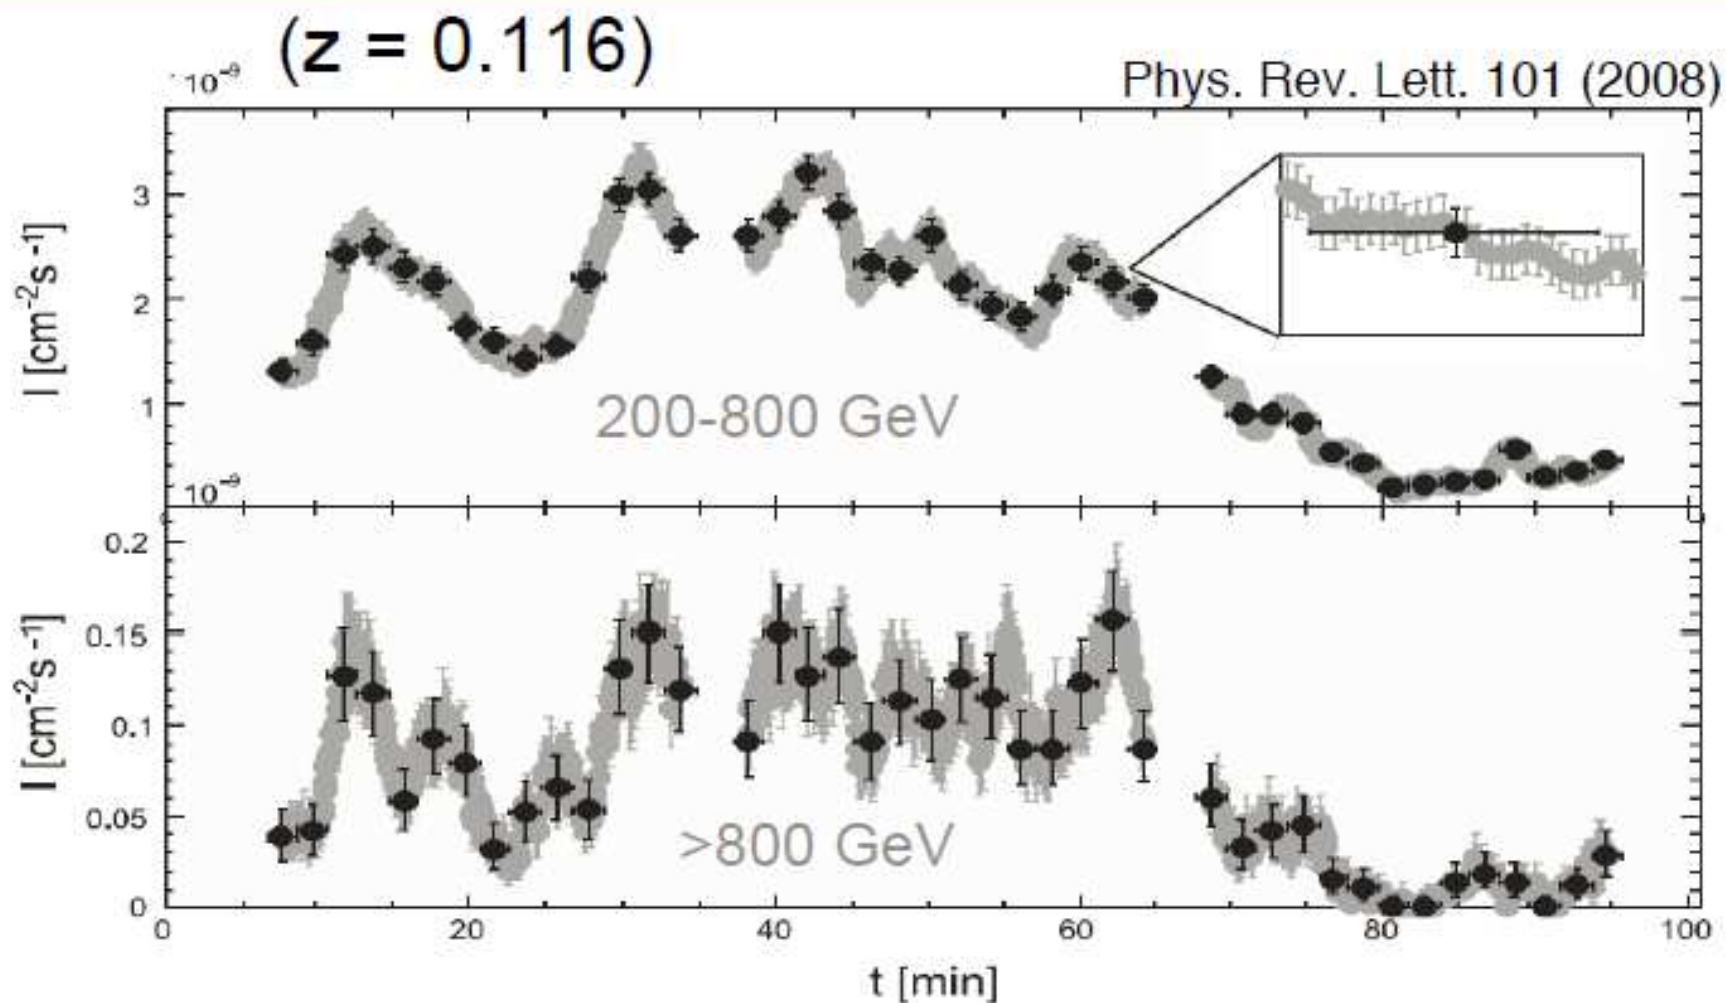 (z = 0.116)
10⁻⁹
Phys. Rev. Lett. 101 (2008)
3
2
1
I [cm⁻²s⁻¹]
200-800 GeV
10⁻⁹
0.2
0.15
0.1
0.05
0
I [cm⁻²s⁻¹]
>800 GeV
0 20 40 60 80 100
t [min]